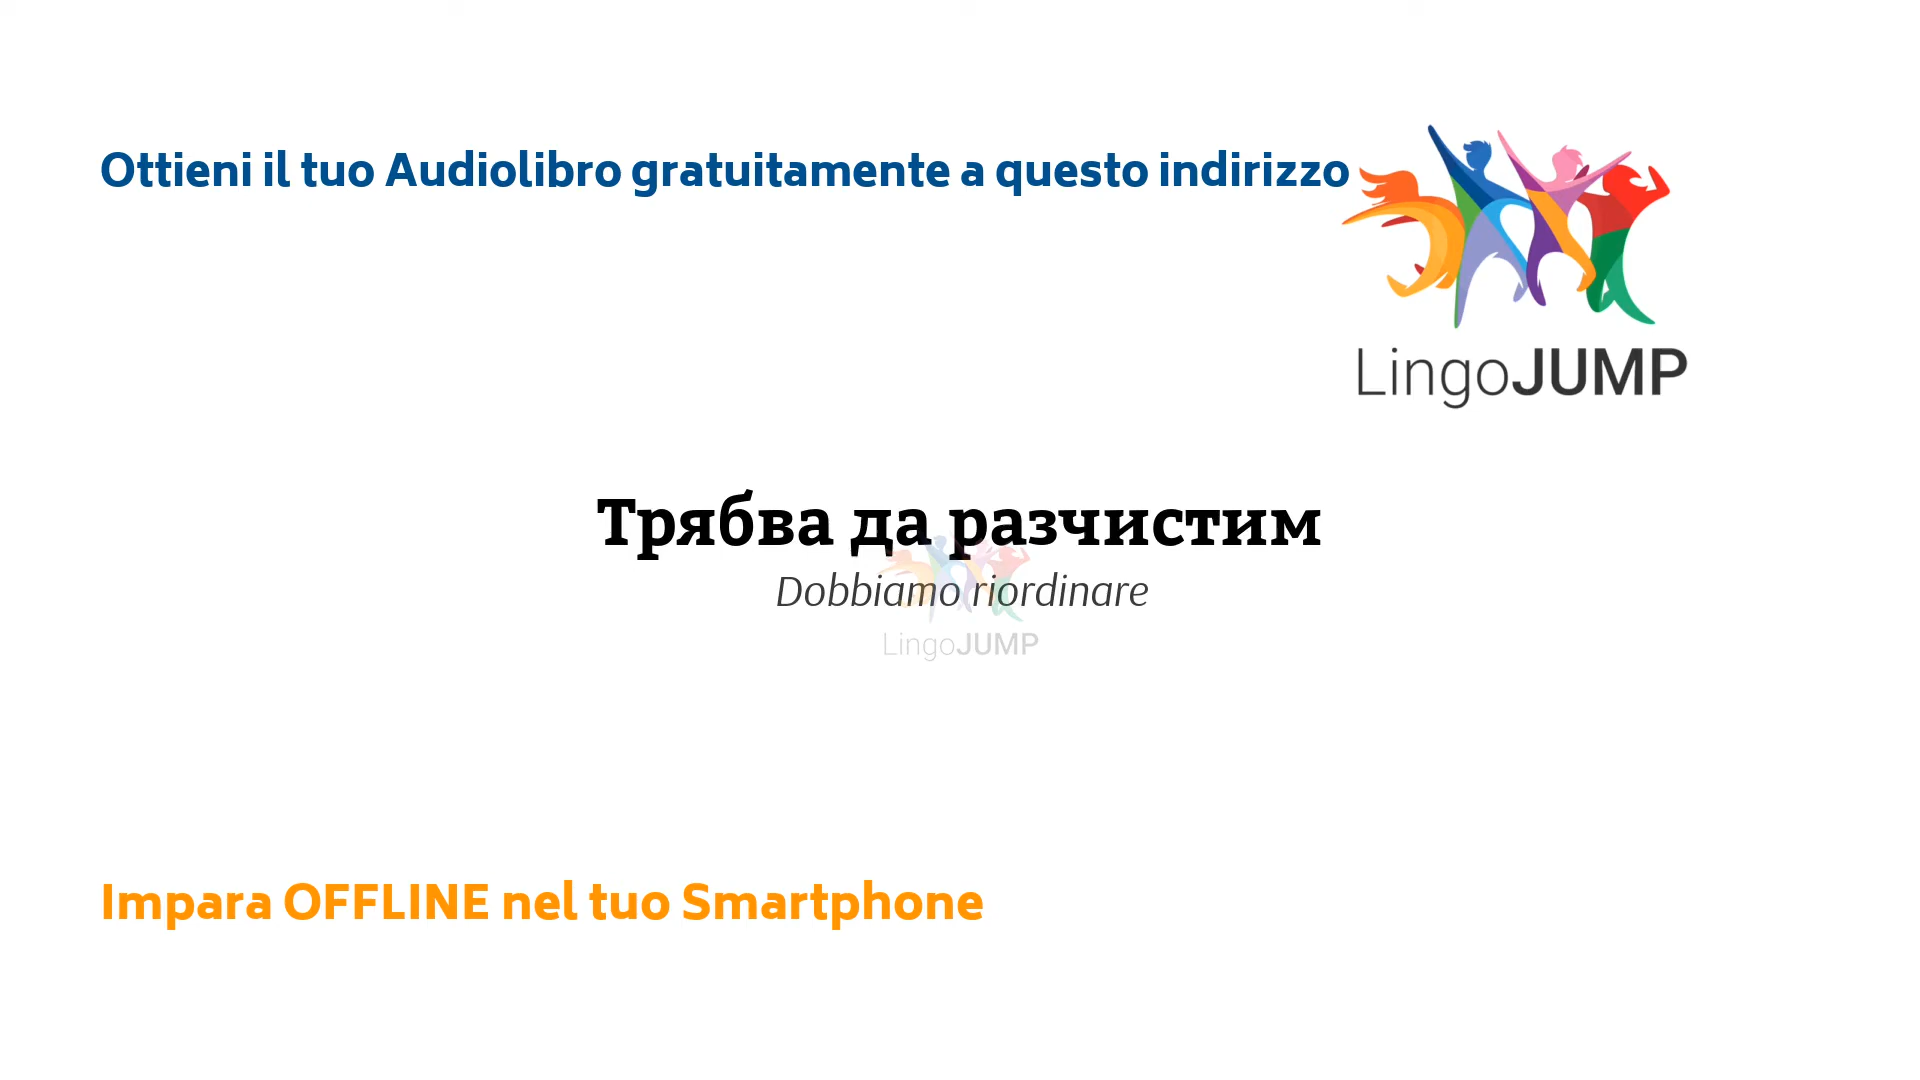 Ottieni il tuo Audiolibro gratuitamente a questo indirizzo
LingoJUMP
Трябва да разчистим
Dobbiamo riordinare
LingoJUMP
Impara OFFLINE nel tuo Smartphone